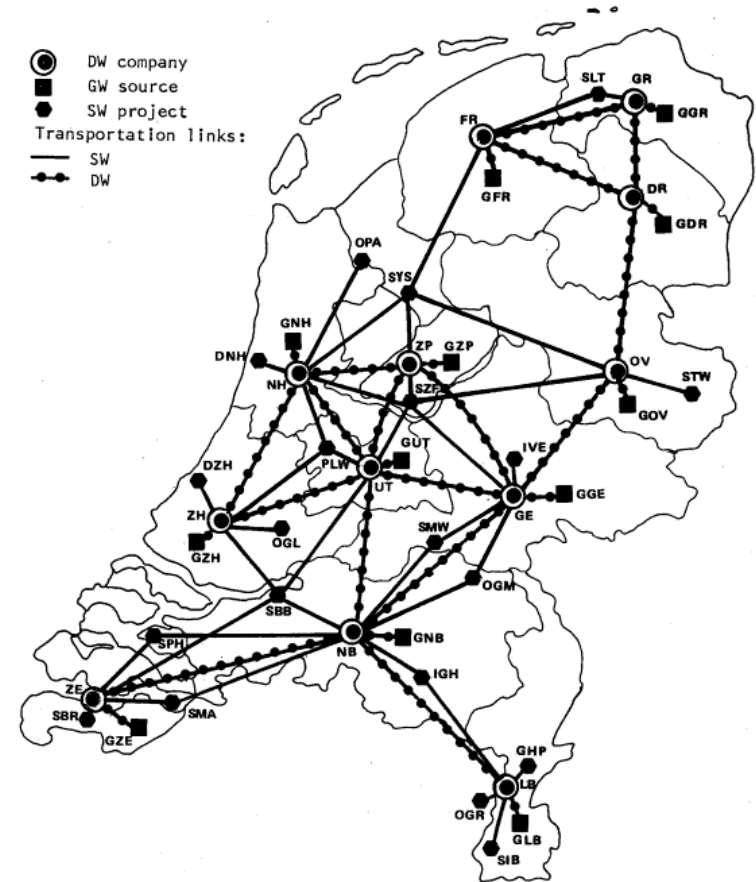 DW company
GW source
SW project
Transportation links:
SW
DW
SLT
GR
GGR
FR
GFR
DR
GDR
OPA
SYS
GNH
ZP
GZP
DNH
NH
OV
STW
SZF
GOV
GUT
IVE
DZH
PLW
UT
GE
GGE
ZH
SMW
OGL
GZH
OGM
SBB
SPH
NB
GNB
IGH
ZE
SBR
SMA
GZE
GHP
LB
OGR
GLB
SIB